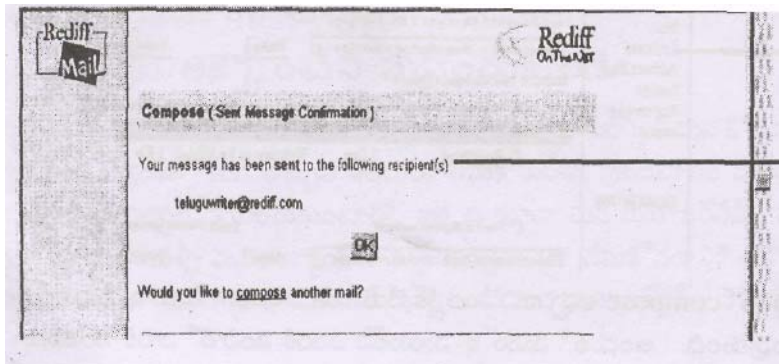 Rediff
Mail
Rediff
On The Net
Compose ( Sent Message Confirmation )
Your message has been sent to the following recipient(s)
teluguwriter@rediff.com
OK
Would you like to compose another mail?